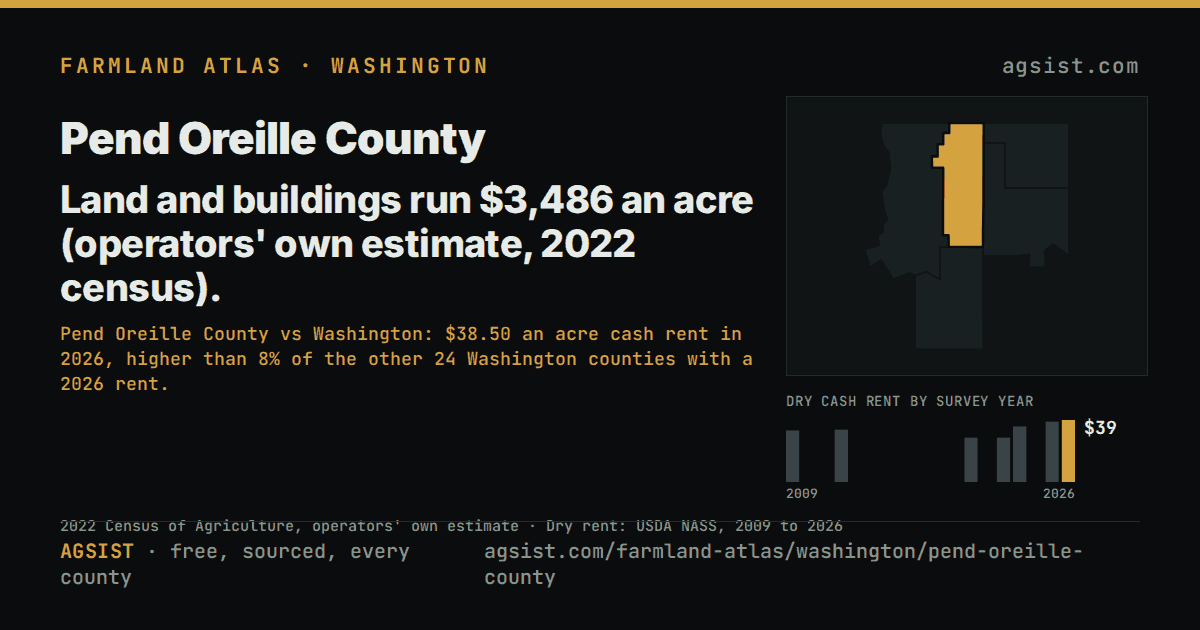 FARMLAND ATLAS · WASHINGTON
agsist.com
Pend Oreille County
Land and buildings run $3,486 an acre
(operators' own estimate, 2022
census).
Pend Oreille County vs Washington: $38.50 an acre cash rent in
2026, higher than 8% of the other 24 Washington counties with a
2026 rent.
DRY CASH RENT BY SURVEY YEAR
$39
2009
2026
2022 Census of Agriculture, operators' own estimate · Dry rent: USDA NASS, 2009 to 2026
AGSIST · free, sourced, every
county
agsist.com/farmland-atlas/washington/pend-oreille-
county